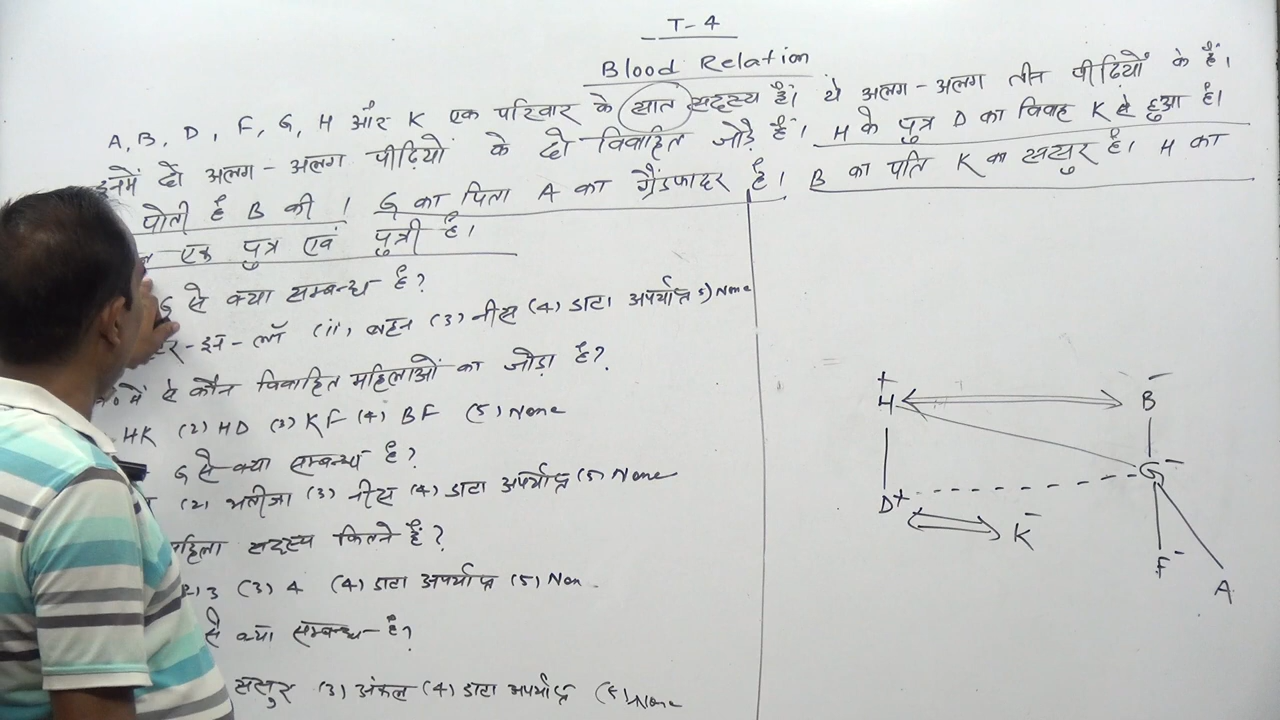 T-4
Blood Relation
A, B, D, F, G, H और K एक परिवार के सात सदस्य हैं। ये अलग-अलग तीन पीढ़ियों के हैं।
इनमें दो अलग-अलग पीढ़ियों के दो विवाहित जोड़े हैं। H के पुत्र D का विवाह K से हुआ है।
पोती है B की। G का पिता A का ग्रैंडफादर है। B का पति K का ससुर है। H का
एक पुत्र एवं पुत्री है।
G से क्या सम्बन्ध है?
-इन-लॉ (ii) बहन (3) नीस (4) डाटा अपर्याप्त 5) None
में से कौन विवाहित महिलाओं का जोड़ा है?
HK (2) HD (3) KF (4) BF (5) None
G से क्या सम्बन्ध है?
(2) भतीजा (3) नीस (4) डाटा अपर्याप्त (5) None
महिला सदस्य कितने हैं?
2) 3 (3) 4 (4) डाटा अपर्याप्त (5) Non
से क्या सम्बन्ध है?
ससुर (3) अंकल (4) डाटा अपर्याप्त (5) None
+ −
H B
G −
D + K −
F − A